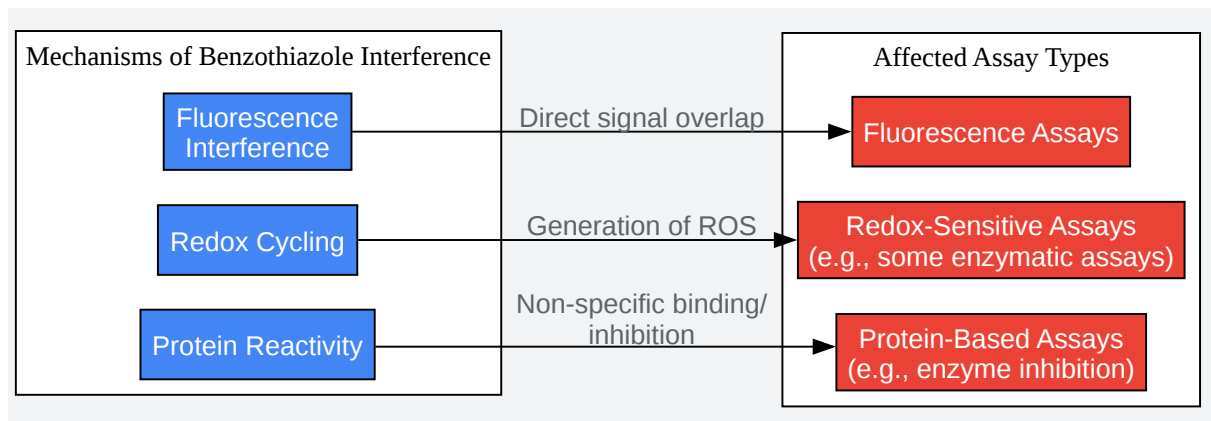 Mechanisms of Benzothiazole Interference
Fluorescence
Interference
Redox Cycling
Protein Reactivity
Direct signal overlap
Generation of ROS
Non-specific binding/
inhibition
Affected Assay Types
Fluorescence Assays
Redox-Sensitive Assays
(e.g., some enzymatic assays)
Protein-Based Assays
(e.g., enzyme inhibition)